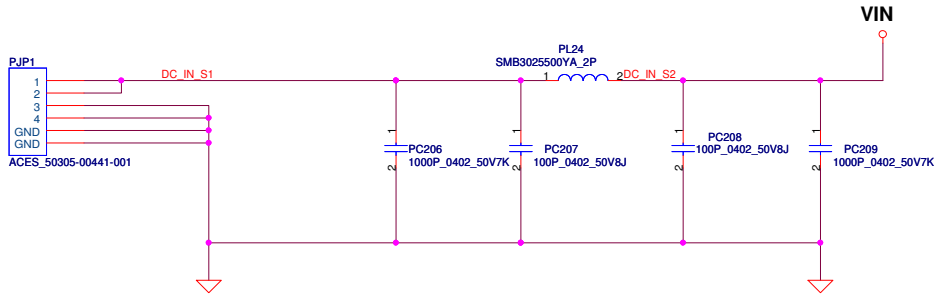 VIN
PL24
SMB3025500YA_2P
PJP1
DC_IN_S1
1
2
DC_IN_S2
1
2
3
4
GND
GND
ACES_50305-00441-001
1
2
PC206
1000P_0402_50V7K
1
2
PC207
100P_0402_50V8J
1
2
PC208
100P_0402_50V8J
1
2
PC209
1000P_0402_50V7K